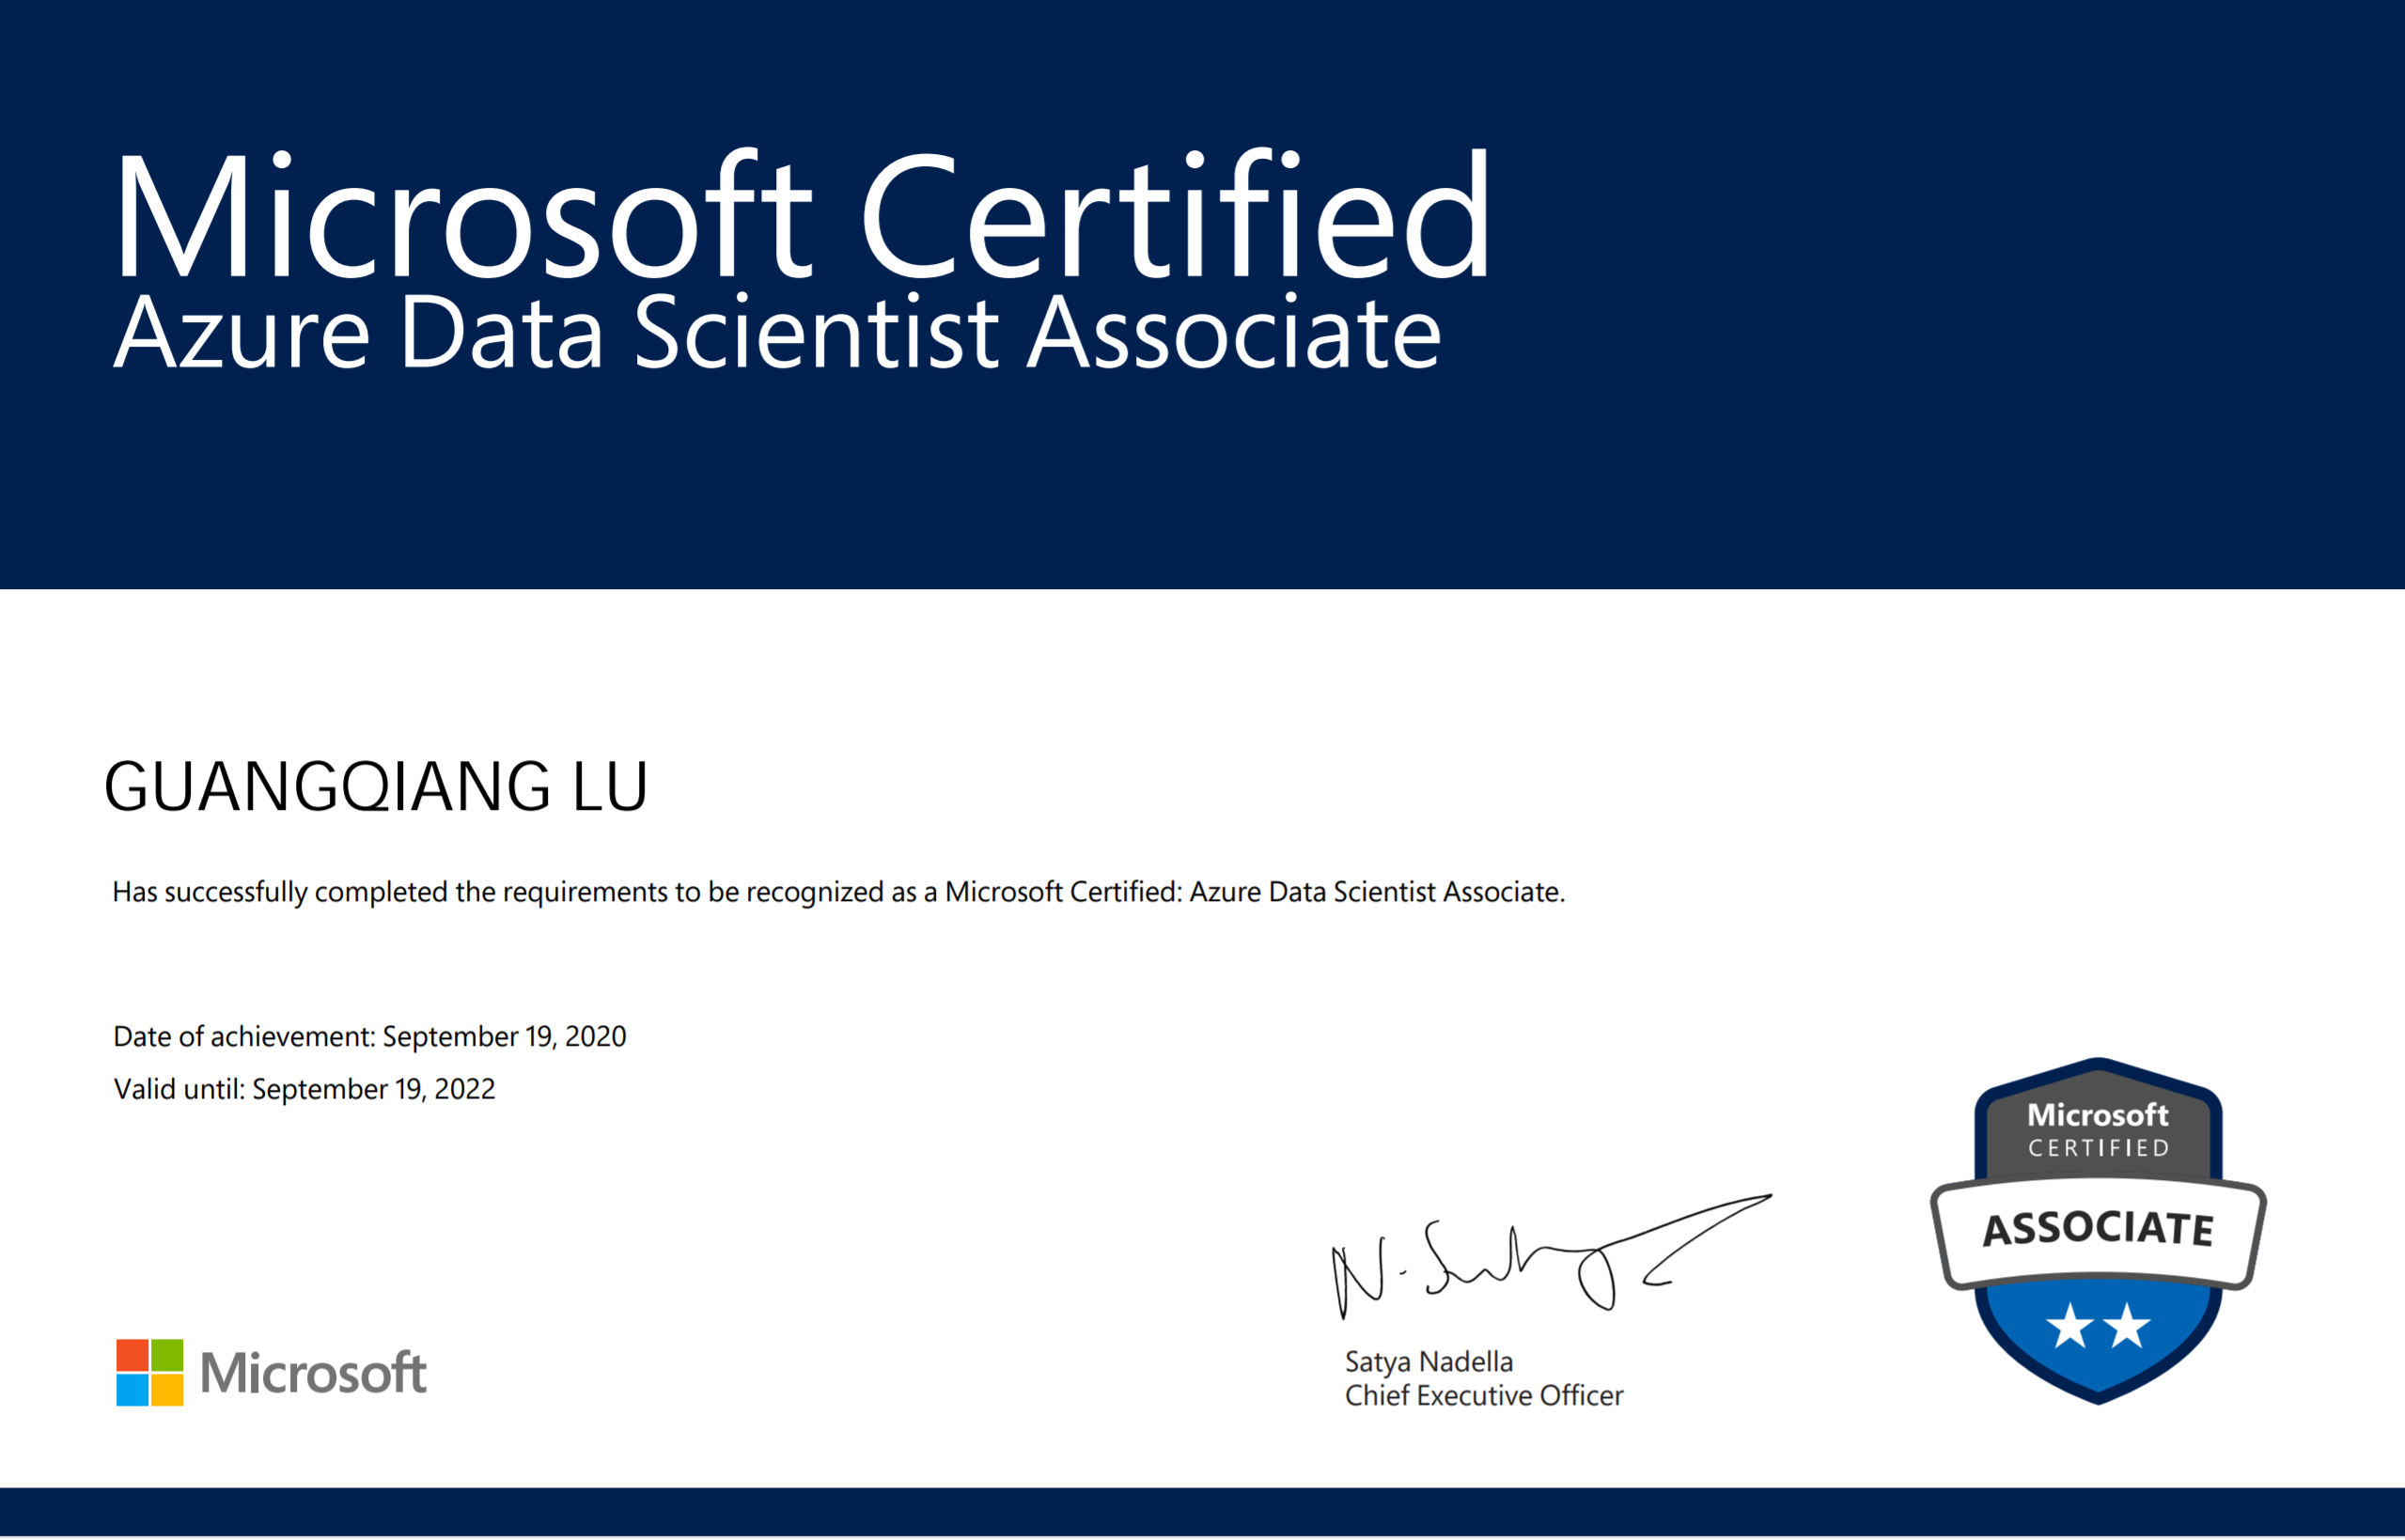 Microsoft Certified
Azure Data Scientist Associate
GUANGQIANG LU
Has successfully completed the requirements to be recognized as a Microsoft Certified: Azure Data Scientist Associate.
Date of achievement: September 19, 2020
Valid until: September 19, 2022
Microsoft
CERTIFIED
ASSOCIATE
N. Satya
Satya Nadella
Chief Executive Officer
Microsoft